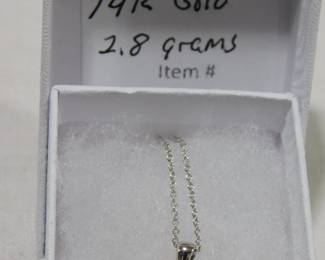 14k Gold
2.8 grams
Item #